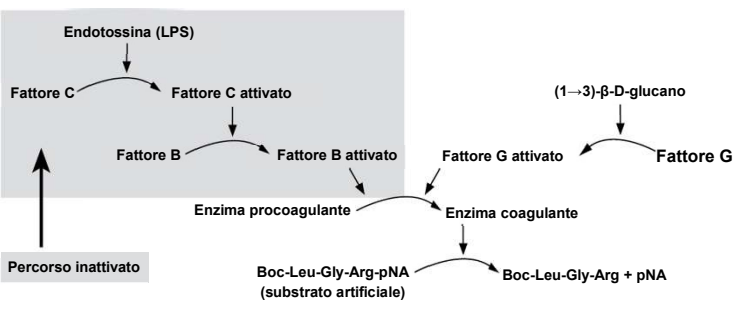 Endotossina (LPS)
Fattore C
Fattore C attivato
(1→3)-β-D-glucano
Fattore B
Fattore B attivato
Fattore G attivato
Fattore G
Enzima procoagulante
Enzima coagulante
Percorso inattivato
Boc-Leu-Gly-Arg-pNA
(substrato artificiale)
Boc-Leu-Gly-Arg + pNA